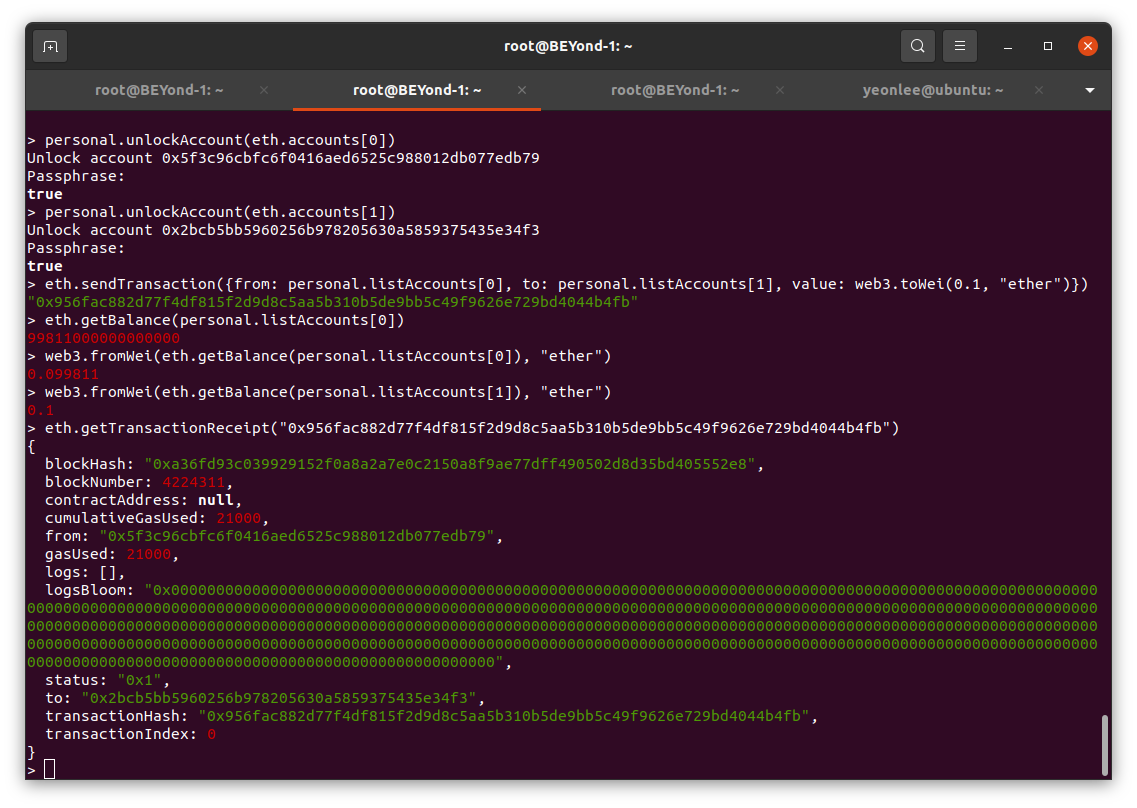 root@BEYond-1: ~
root@BEYond-1: ~
root@BEYond-1: ~
root@BEYond-1: ~
yeonlee@ubuntu: ~
> personal.unlockAccount(eth.accounts[0])
Unlock account 0x5f3c96cbfc6f0416aed6525c988012db077edb79
Passphrase:
true
> personal.unlockAccount(eth.accounts[1])
Unlock account 0x2bcb5bb5960256b978205630a5859375435e34f3
Passphrase:
true
> eth.sendTransaction({from: personal.listAccounts[0], to: personal.listAccounts[1], value: web3.toWei(0.1, "ether")})
"0x956fac882d77f4df815f2d9d8c5aa5b310b5de9bb5c49f9626e729bd4044b4fb"
> eth.getBalance(personal.listAccounts[0])
99811000000000000
> web3.fromWei(eth.getBalance(personal.listAccounts[0]), "ether")
0.099811
> web3.fromWei(eth.getBalance(personal.listAccounts[1]), "ether")
0.1
> eth.getTransactionReceipt("0x956fac882d77f4df815f2d9d8c5aa5b310b5de9bb5c49f9626e729bd4044b4fb")
{
  blockHash: "0xa36fd93c039929152f0a8a2a7e0c2150a8f9ae77dff490502d8d35bd405552e8",
  blockNumber: 4224311,
  contractAddress: null,
  cumulativeGasUsed: 21000,
  from: "0x5f3c96cbfc6f0416aed6525c988012db077edb79",
  gasUsed: 21000,
  logs: [],
  logsBloom: "0x0000000000000000000000000000000000000000000000000000000000000000000000000000000000000000000000000000000
00000000000000000000000000000000000000000000000000000000000000000000000000000000000000000000000000000000000000000000000
00000000000000000000000000000000000000000000000000000000000000000000000000000000000000000000000000000000000000000000000
00000000000000000000000000000000000000000000000000000000000000000000000000000000000000000000000000000000000000000000000
0000000000000000000000000000000000000000000000000000",
  status: "0x1",
  to: "0x2bcb5bb5960256b978205630a5859375435e34f3",
  transactionHash: "0x956fac882d77f4df815f2d9d8c5aa5b310b5de9bb5c49f9626e729bd4044b4fb",
  transactionIndex: 0
}
>